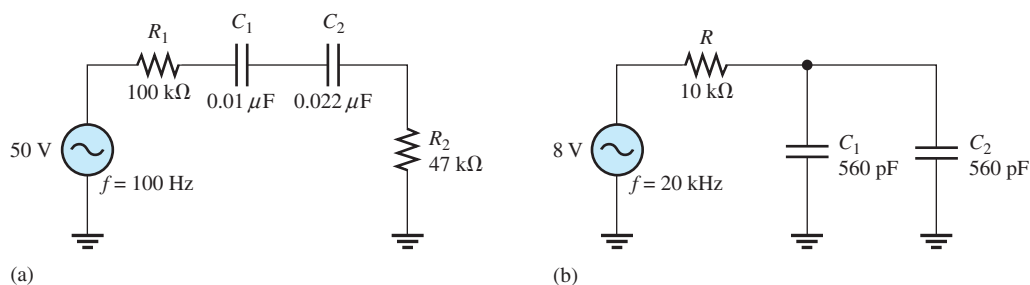 R₁
100 kΩ
C₁
0.01 μF
C₂
0.022 μF
R₂
47 kΩ
50 V
f = 100 Hz
(a)
R
10 kΩ
8 V
f = 20 kHz
C₁
560 pF
C₂
560 pF
(b)